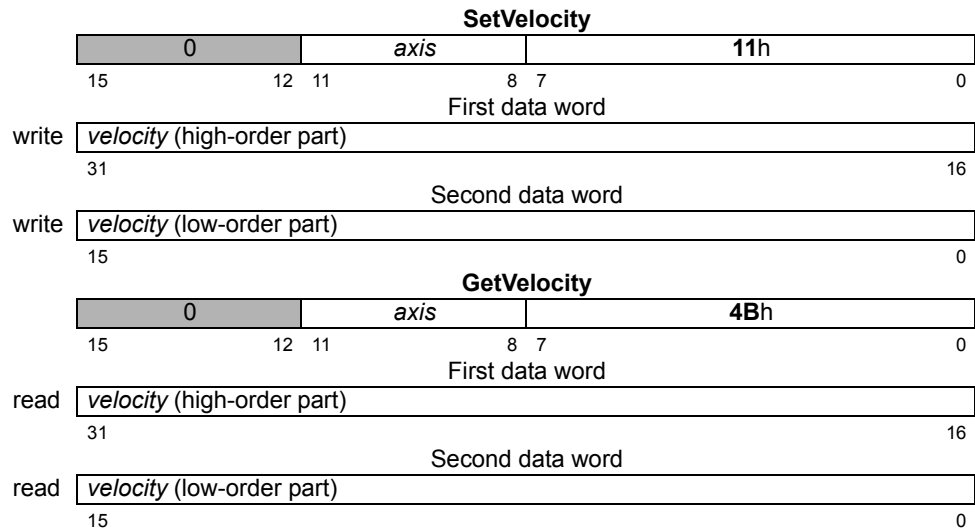 SetVelocity
0 axis 11h
15 12 11 8 7 0
First data word
write velocity (high-order part)
31 16
Second data word
write velocity (low-order part)
15 0
GetVelocity
0 axis 4Bh
15 12 11 8 7 0
First data word
read velocity (high-order part)
31 16
Second data word
read velocity (low-order part)
15 0